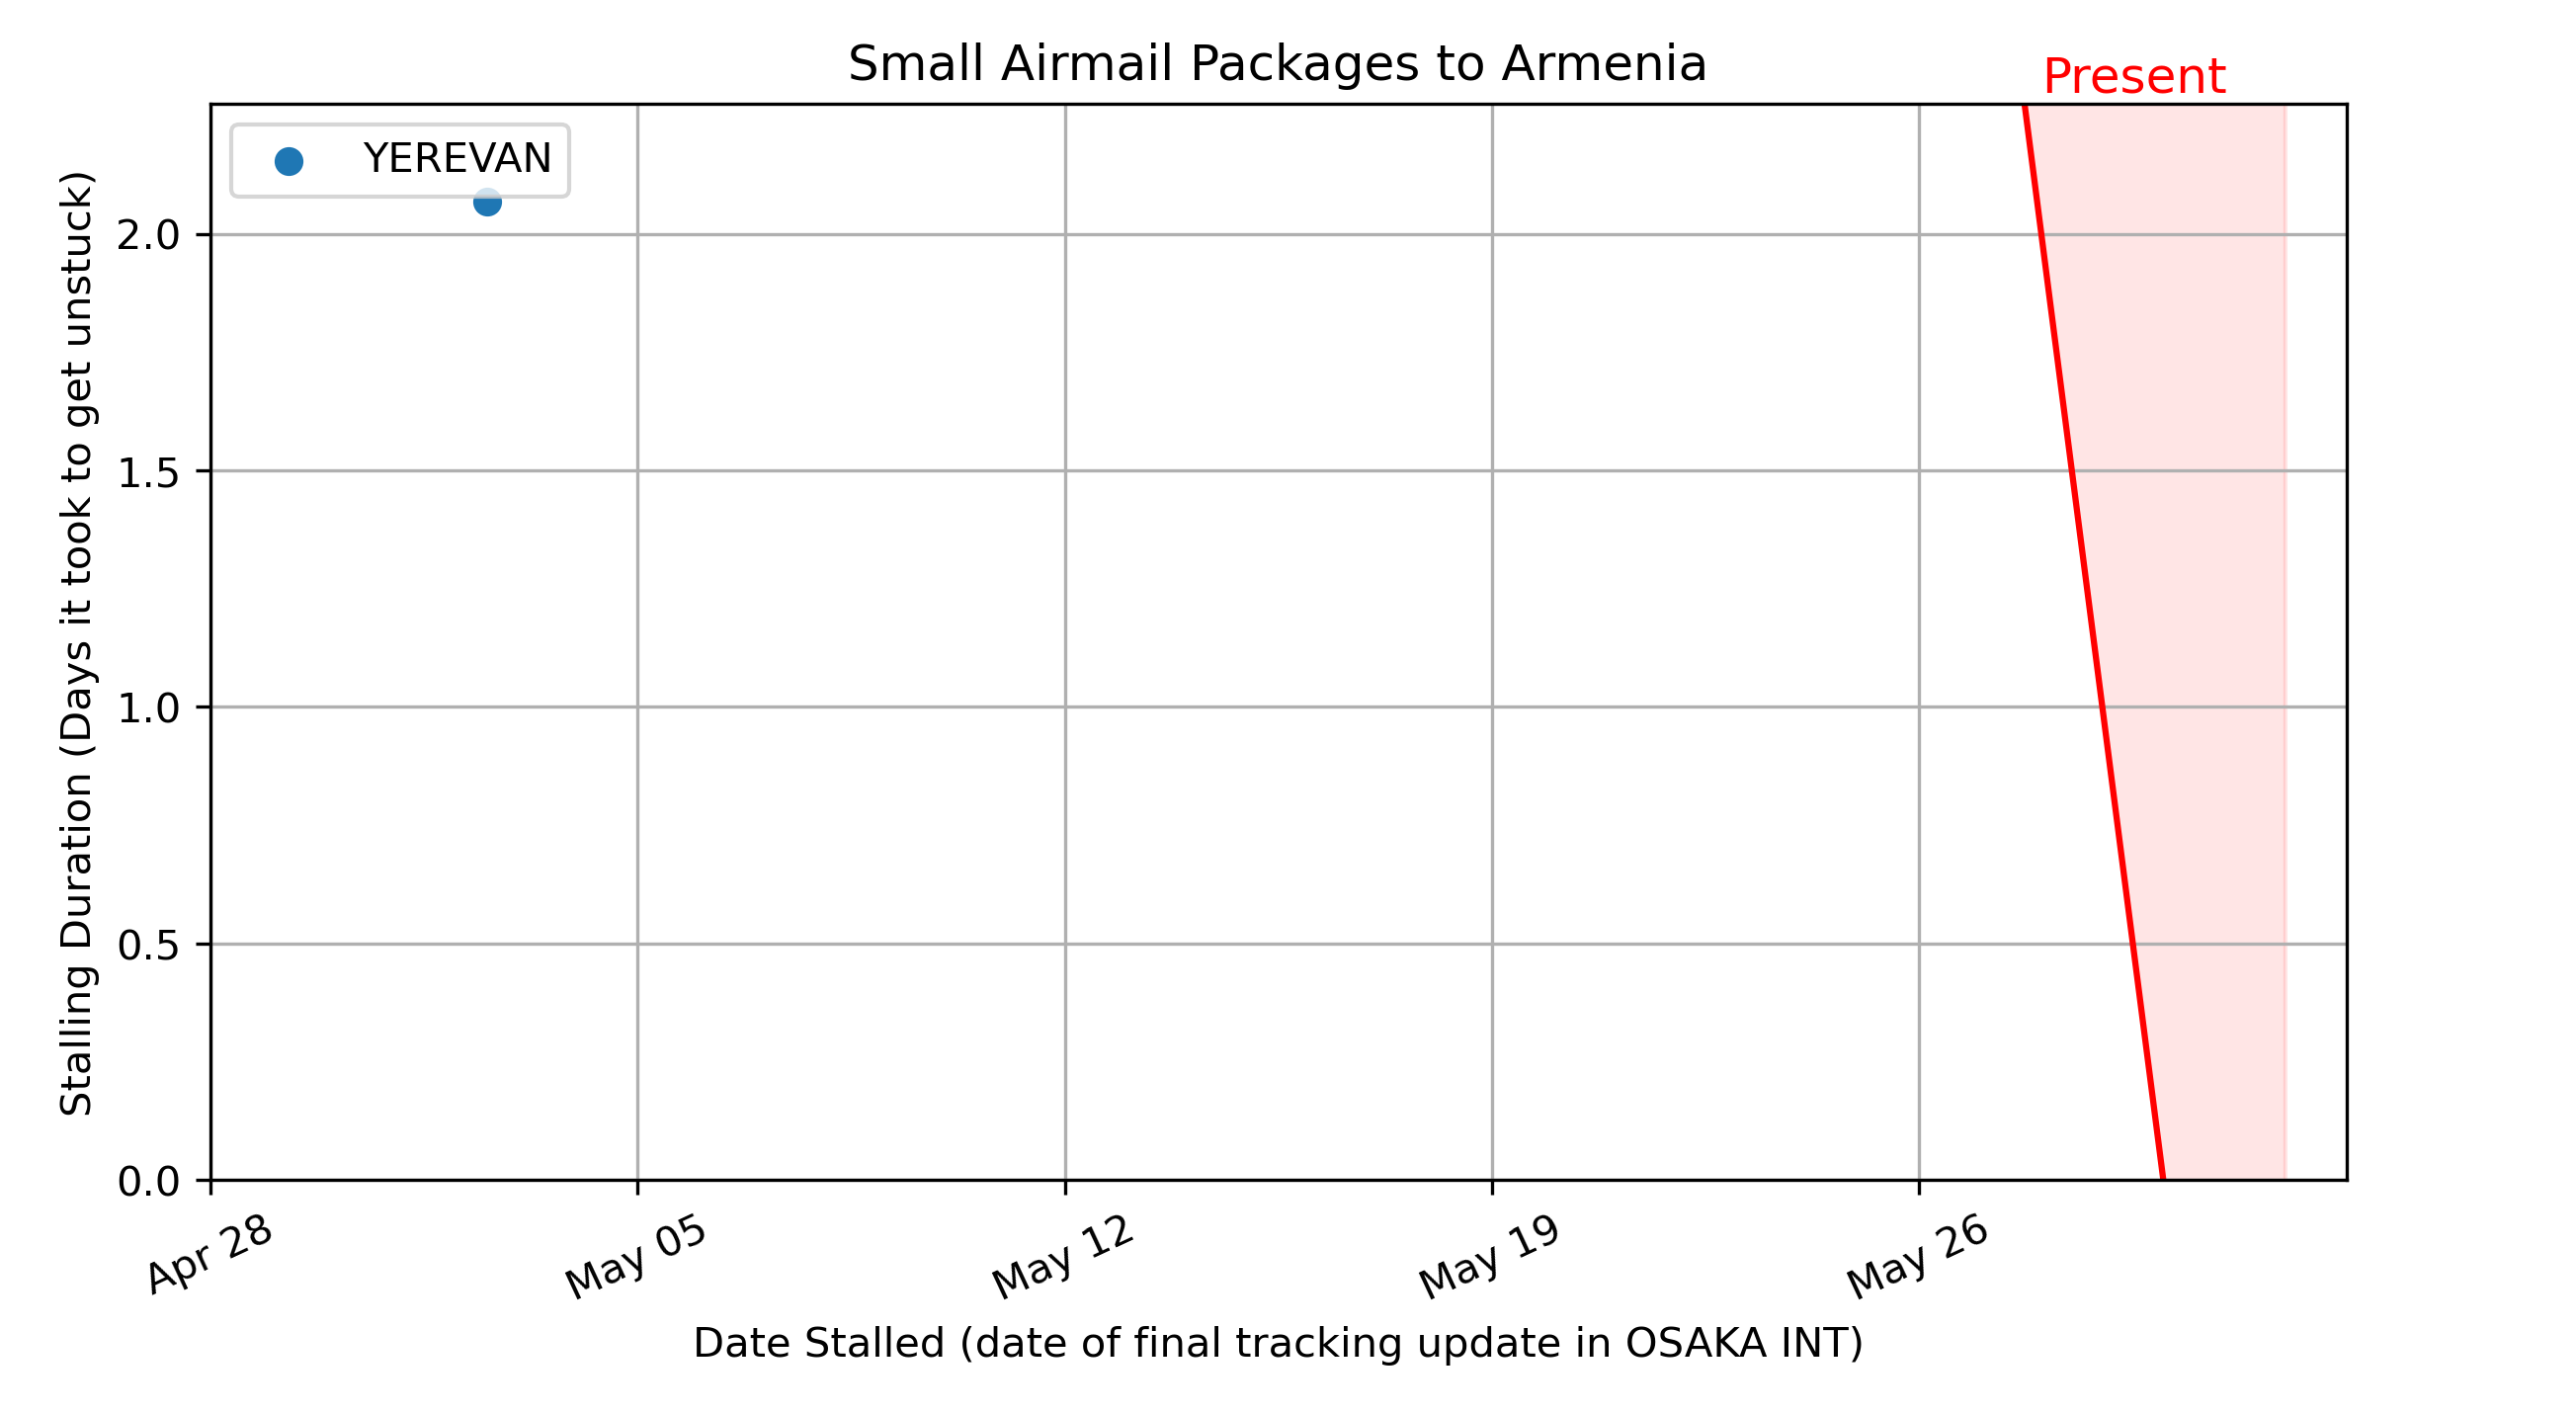 Small Airmail Packages to Armenia
Present
YEREVAN
Stalling Duration (Days it took to get unstuck)
2.0
1.5
1.0
0.5
0.0
Apr 28
May 05
May 12
May 19
May 26
Date Stalled (date of final tracking update in OSAKA INT)